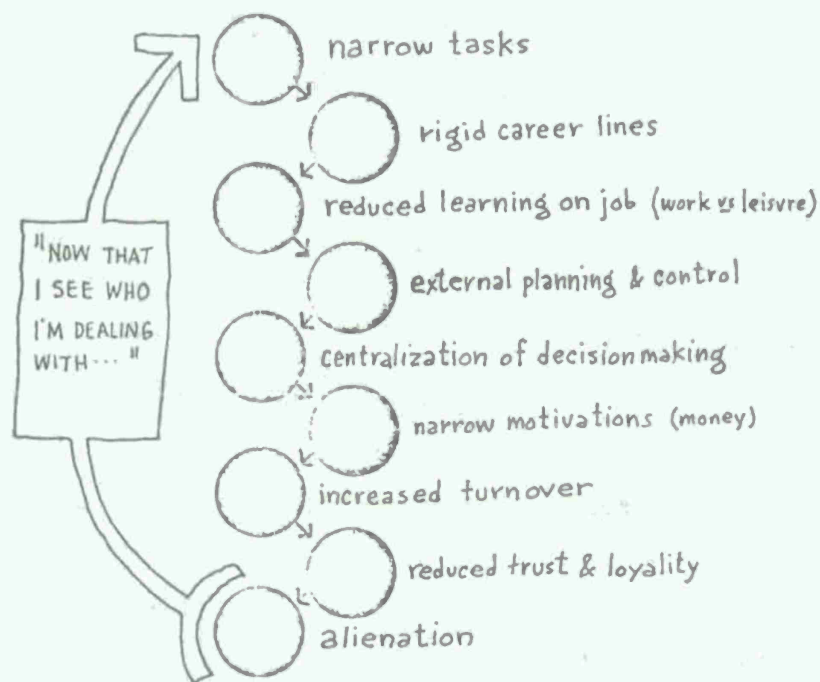 narrow tasks
rigid career lines
reduced learning on job (work vs leisure)
external planning & control
centralization of decision making
narrow motivations (money)
increased turnover
reduced trust & loyality
alienation
"NOW THAT
I SEE WHO
I'M DEALING
WITH ... "